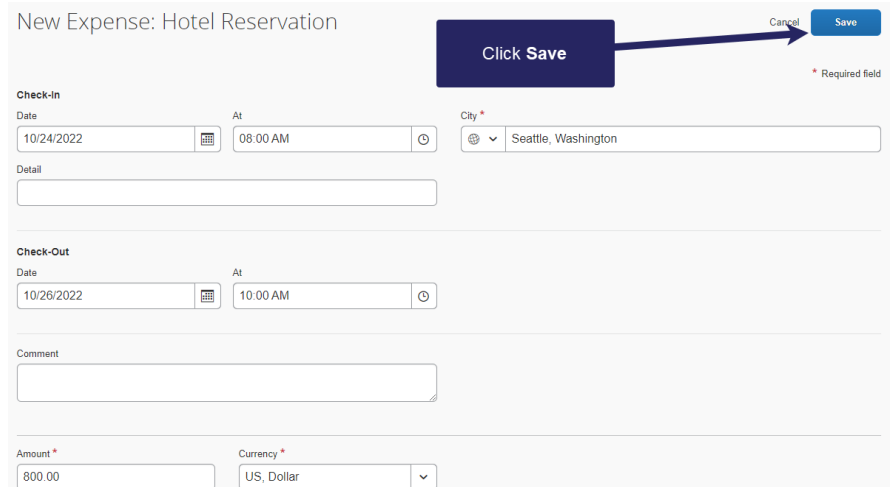 New Expense: Hotel Reservation
Cancel
Save
Click Save
* Required field
Check-In
Date
At
City *
10/24/2022
08:00 AM
Seattle, Washington
Detail
Check-Out
Date
At
10/26/2022
10:00 AM
Comment
Amount *
Currency *
800.00
US, Dollar